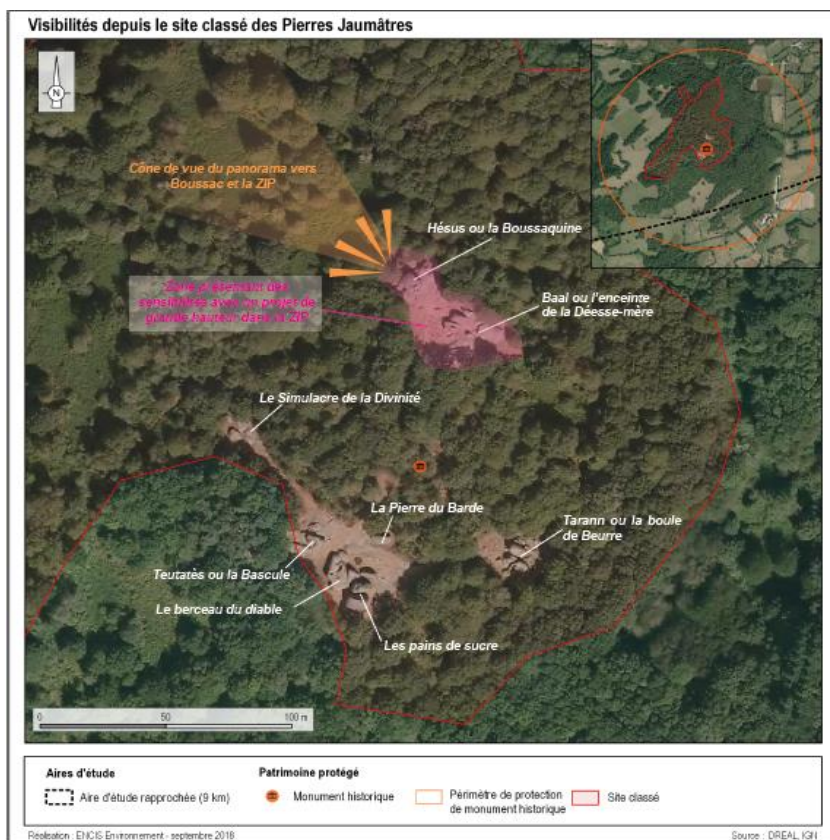 Visibilités depuis le site classé des Pierres Jaumâtres
N
Cône de vue du panorama vers
Boussac et la ZIP
Hésus ou la Boussaquine
Zone présentant des
sensibilités avec un projet de
grande hauteur dans la ZIP
Baal ou l'enceinte
de la Déesse-mère
Le Simulacre de la Divinité
La Pierre du Barde
Tarann ou la boule
de Beurre
Teutatès ou la Bascule
Le berceau du diable
Les pains de sucre
0 50 100 m
Aires d'étude
Aire d'étude rapprochée (9 km)
Patrimoine protégé
Monument historique
Périmètre de protection
de monument historique
Site classé
Réalisation : ENCIS Environnement - septembre 2018
Source : DREAL, IGN